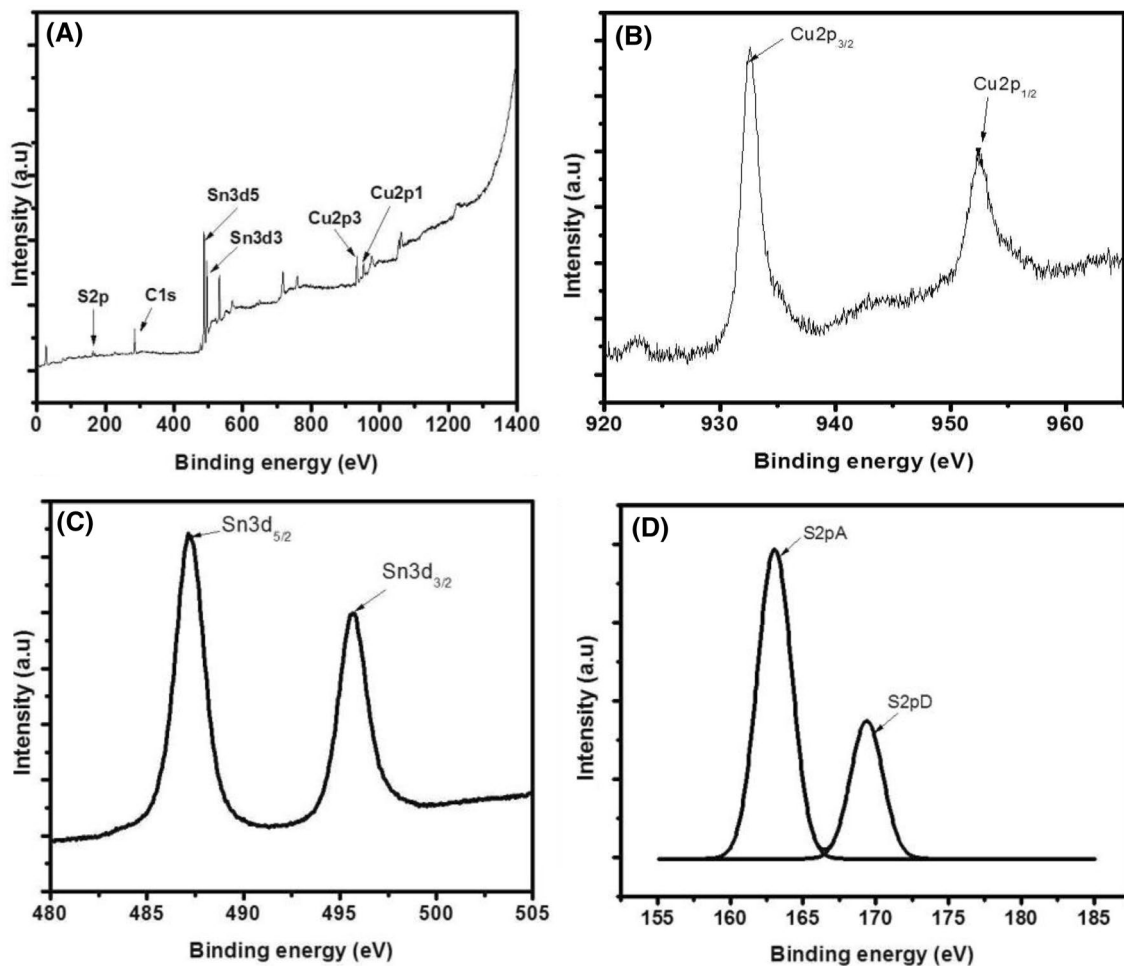 (A)
Intensity (a.u)
S2p
C1s
Sn3d5
Sn3d3
Cu2p3
Cu2p1
0 200 400 600 800 1000 1200 1400
Binding energy (eV)
(B)
Intensity (a.u)
Cu2p3/2
Cu2p1/2
920 930 940 950 960
Binding energy (eV)
(C)
Intensity (a.u)
Sn3d5/2
Sn3d3/2
480 485 490 495 500 505
Binding energy (eV)
(D)
Intensity (a.u)
S2pA
S2pD
155 160 165 170 175 180 185
Binding energy (eV)